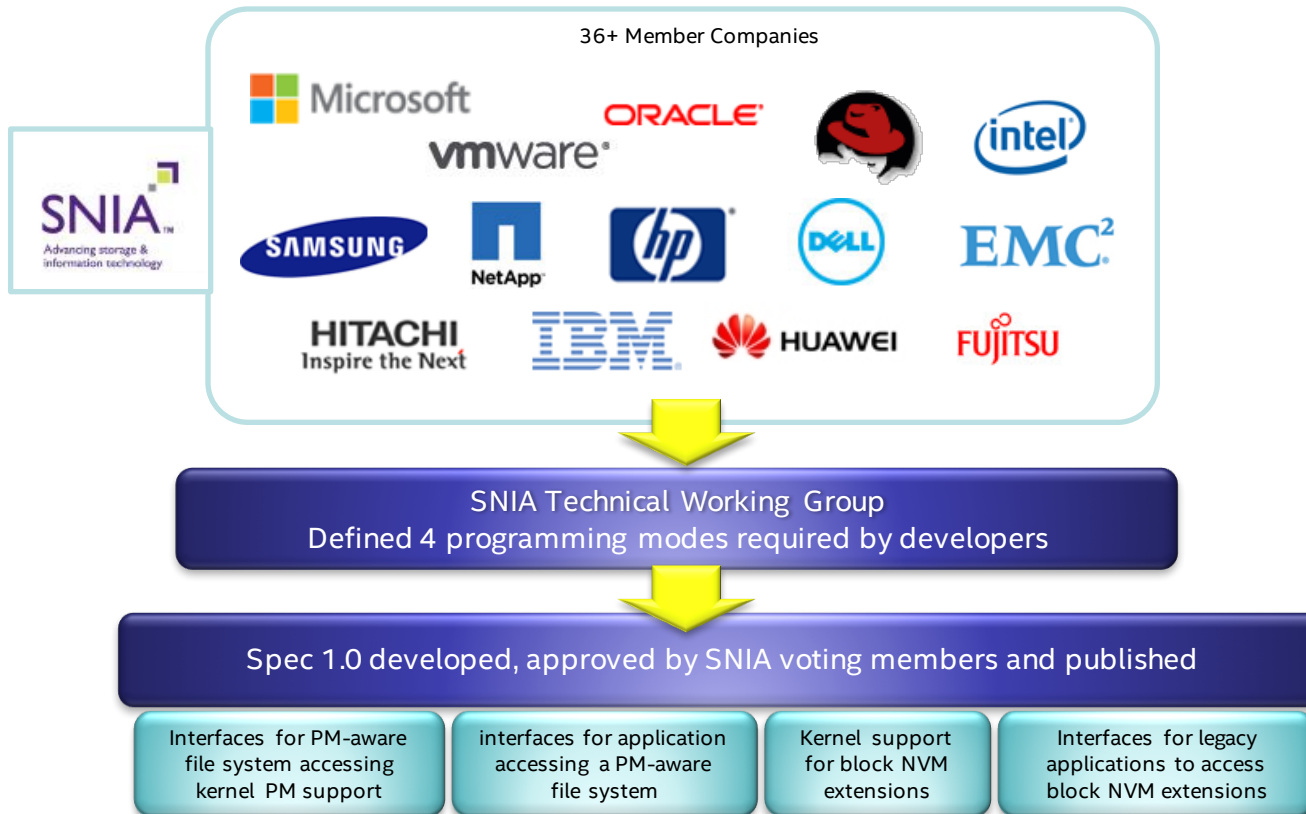 36+ Member Companies
Microsoft
ORACLE
vmware
intel
SNIA
Advancing storage &
information technology
SAMSUNG
NetApp
hp
DELL
EMC²
HITACHI
Inspire the Next
IBM
HUAWEI
FUJITSU
SNIA Technical Working Group
Defined 4 programming modes required by developers
Spec 1.0 developed, approved by SNIA voting members and published
Interfaces for PM-aware
file system accessing
kernel PM support
interfaces for application
accessing a PM-aware
file system
Kernel support
for block NVM
extensions
Interfaces for legacy
applications to access
block NVM extensions